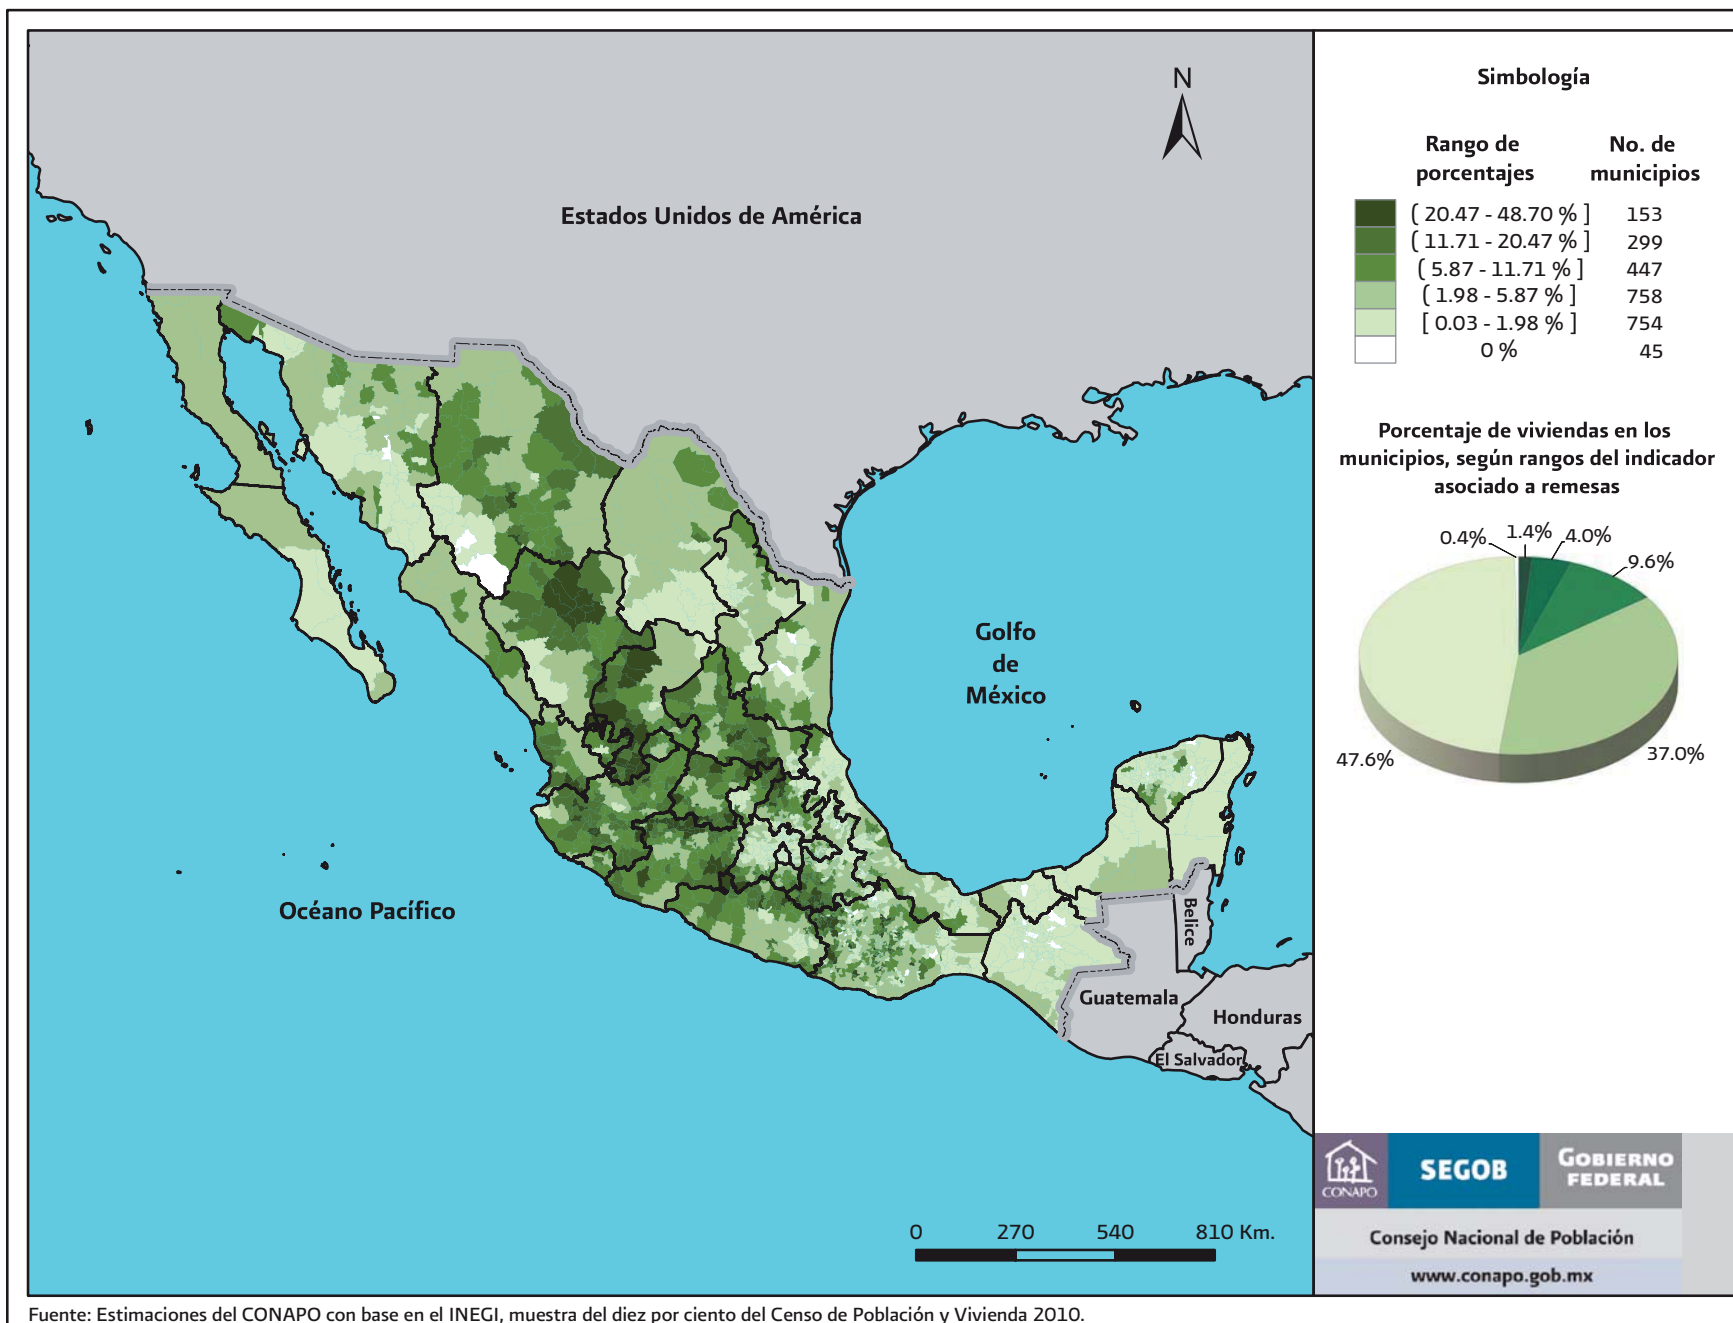 N
Estados Unidos de América
Golfo
de
México
Océano Pacífico
Belice
Guatemala
Honduras
El Salvador
0 270 540 810 Km.
Simbología
Rango de porcentajes No. de municipios
( 20.47 - 48.70 % ] 153
( 11.71 - 20.47 % ] 299
( 5.87 - 11.71 % ] 447
( 1.98 - 5.87 % ] 758
[ 0.03 - 1.98 % ] 754
0 % 45
Porcentaje de viviendas en los
municipios, según rangos del indicador
asociado a remesas
0.4% 1.4% 4.0%
9.6%
47.6% 37.0%
CONAPO
SEGOB
GOBIERNO
FEDERAL
Consejo Nacional de Población
www.conapo.gob.mx
Fuente: Estimaciones del CONAPO con base en el INEGI, muestra del diez por ciento del Censo de Población y Vivienda 2010.